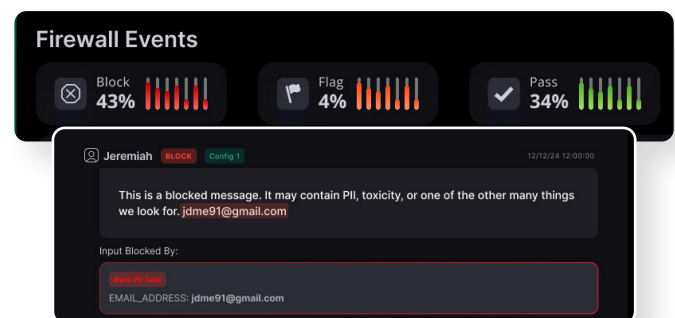 Firewall Events
Block
43%
Flag
4%
Pass
34%
Jeremiah BLOCK Config 1 12/12/24 12:00:00
This is a blocked message. It may contain PII, toxicity, or one of the other many things
we look for. jdme91@gmail.com
Input Blocked By:
PII Test
EMAIL_ADDRESS: jdme91@gmail.com